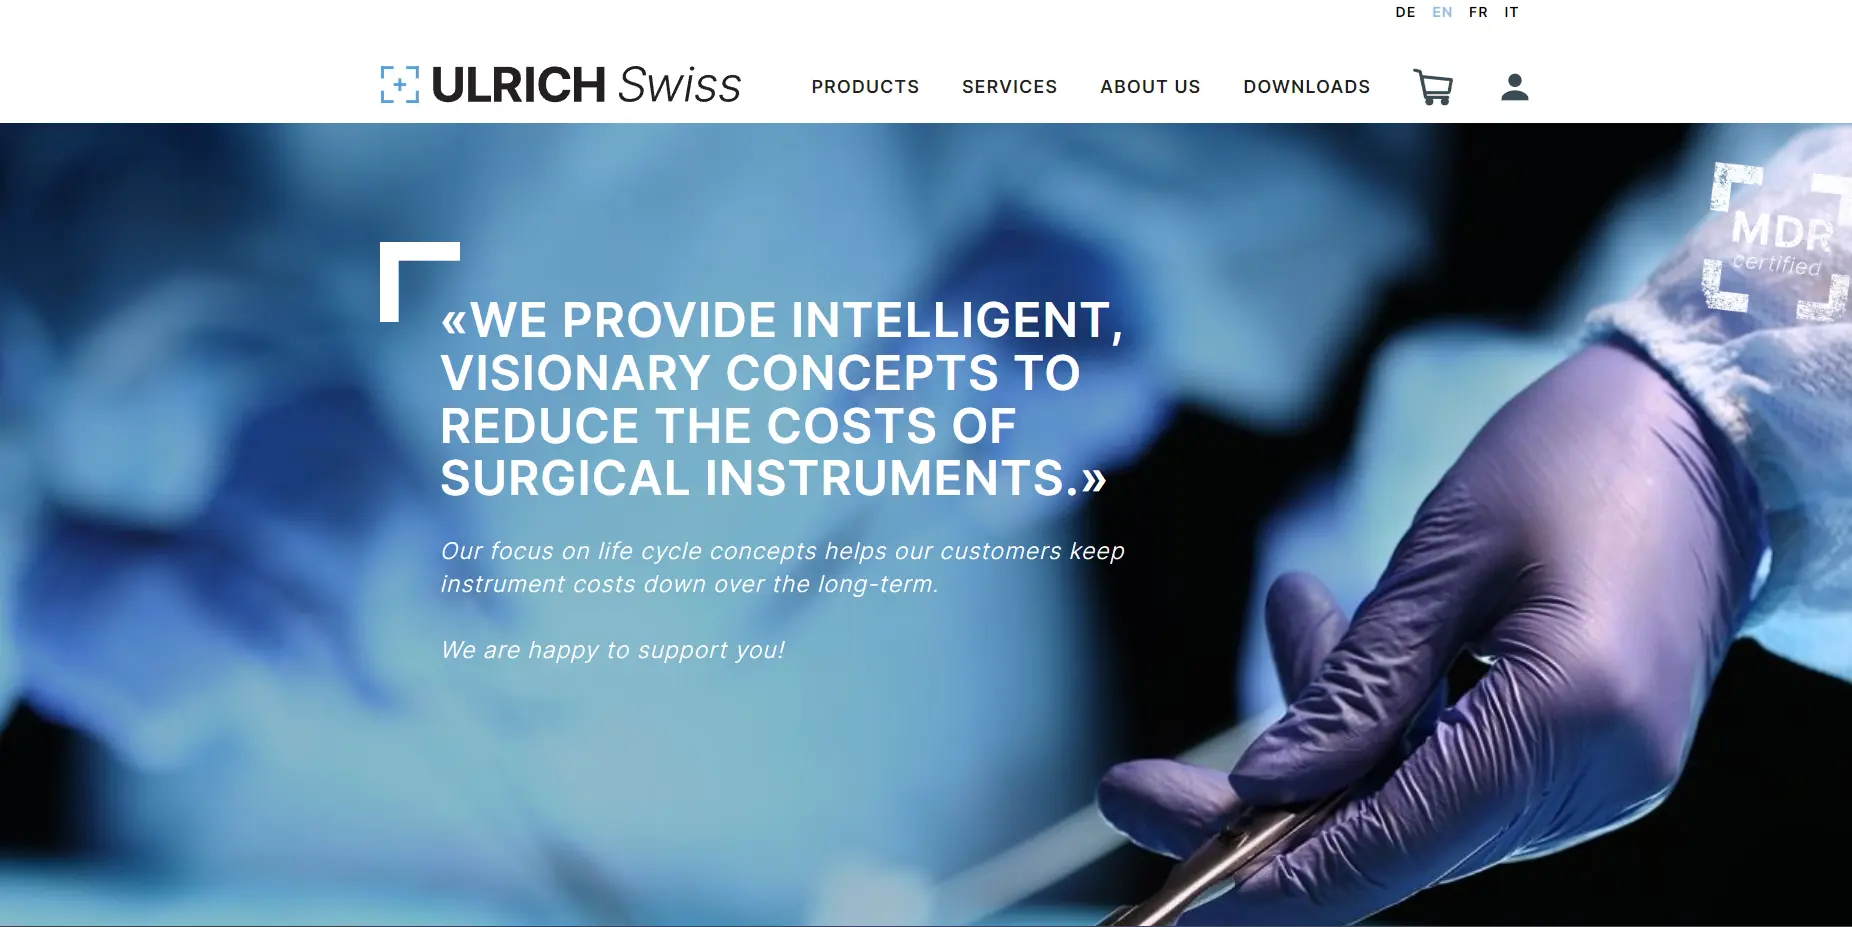 DE EN FR IT
ULRICH Swiss
PRODUCTS SERVICES ABOUT US DOWNLOADS
MDR
certified
«WE PROVIDE INTELLIGENT,
VISIONARY CONCEPTS TO
REDUCE THE COSTS OF
SURGICAL INSTRUMENTS.»
Our focus on life cycle concepts helps our customers keep
instrument costs down over the long-term.
We are happy to support you!